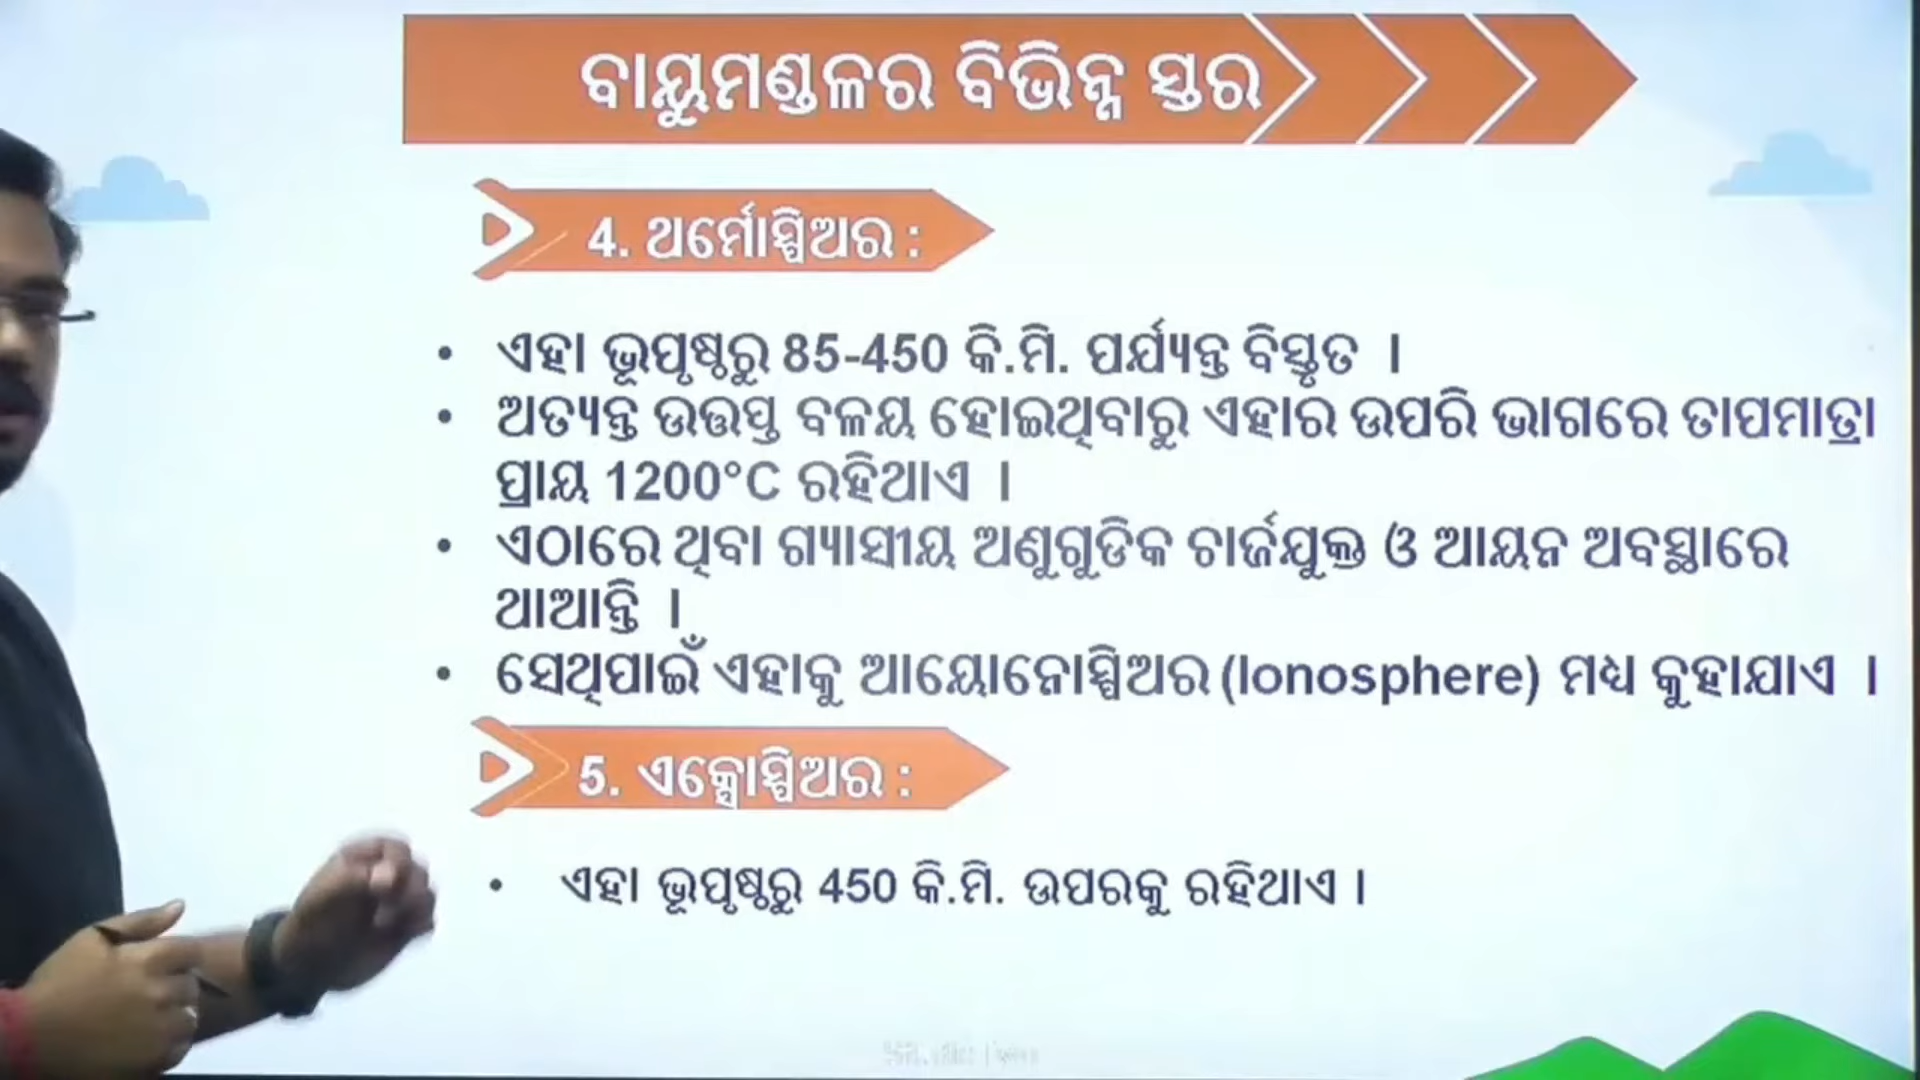 ବାୟୁମଣ୍ଡଳର ବିଭିନ୍ନ ସ୍ତର
4. ଥର୍ମୋସ୍ପିଅର :
• ଏହା ଭୂପୃଷ୍ଠରୁ 85-450 କି.ମି. ପର୍ଯ୍ୟନ୍ତ ବିସ୍ତୃତ ।
• ଅତ୍ୟନ୍ତ ଉତ୍ତପ୍ତ ବଳୟ ହୋଇଥିବାରୁ ଏହାର ଉପରି ଭାଗରେ ତାପମାତ୍ରା
ପ୍ରାୟ 1200°C ରହିଥାଏ ।
• ଏଠାରେ ଥିବା ଗ୍ୟାସୀୟ ଅଣୁଗୁଡିକ ଚାର୍ଜଯୁକ୍ତ ଓ ଆୟନ ଅବସ୍ଥାରେ
ଥାଆନ୍ତି ।
• ସେଥିପାଇଁ ଏହାକୁ ଆୟୋନୋସ୍ପିଅର (Ionosphere) ମଧ୍ୟ କୁହାଯାଏ ।
5. ଏକ୍ସୋସ୍ପିଅର :
• ଏହା ଭୂପୃଷ୍ଠରୁ 450 କି.ମି. ଉପରକୁ ରହିଥାଏ ।